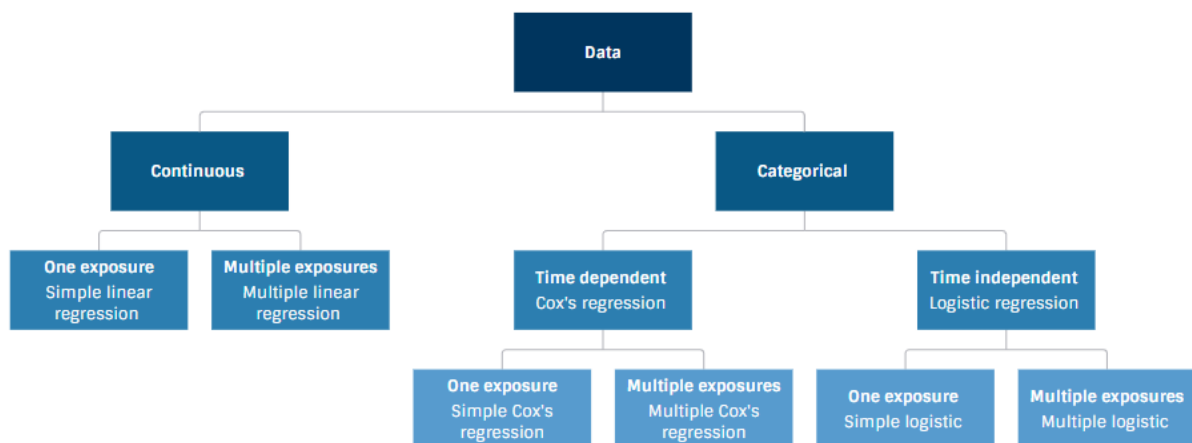 Data
Continuous
Categorical
One exposure
Simple linear
regression
Multiple exposures
Multiple linear
regression
Time dependent
Cox's regression
Time independent
Logistic regression
One exposure
Simple Cox's
regression
Multiple exposures
Multiple Cox's
regression
One exposure
Simple logistic
Multiple exposures
Multiple logistic